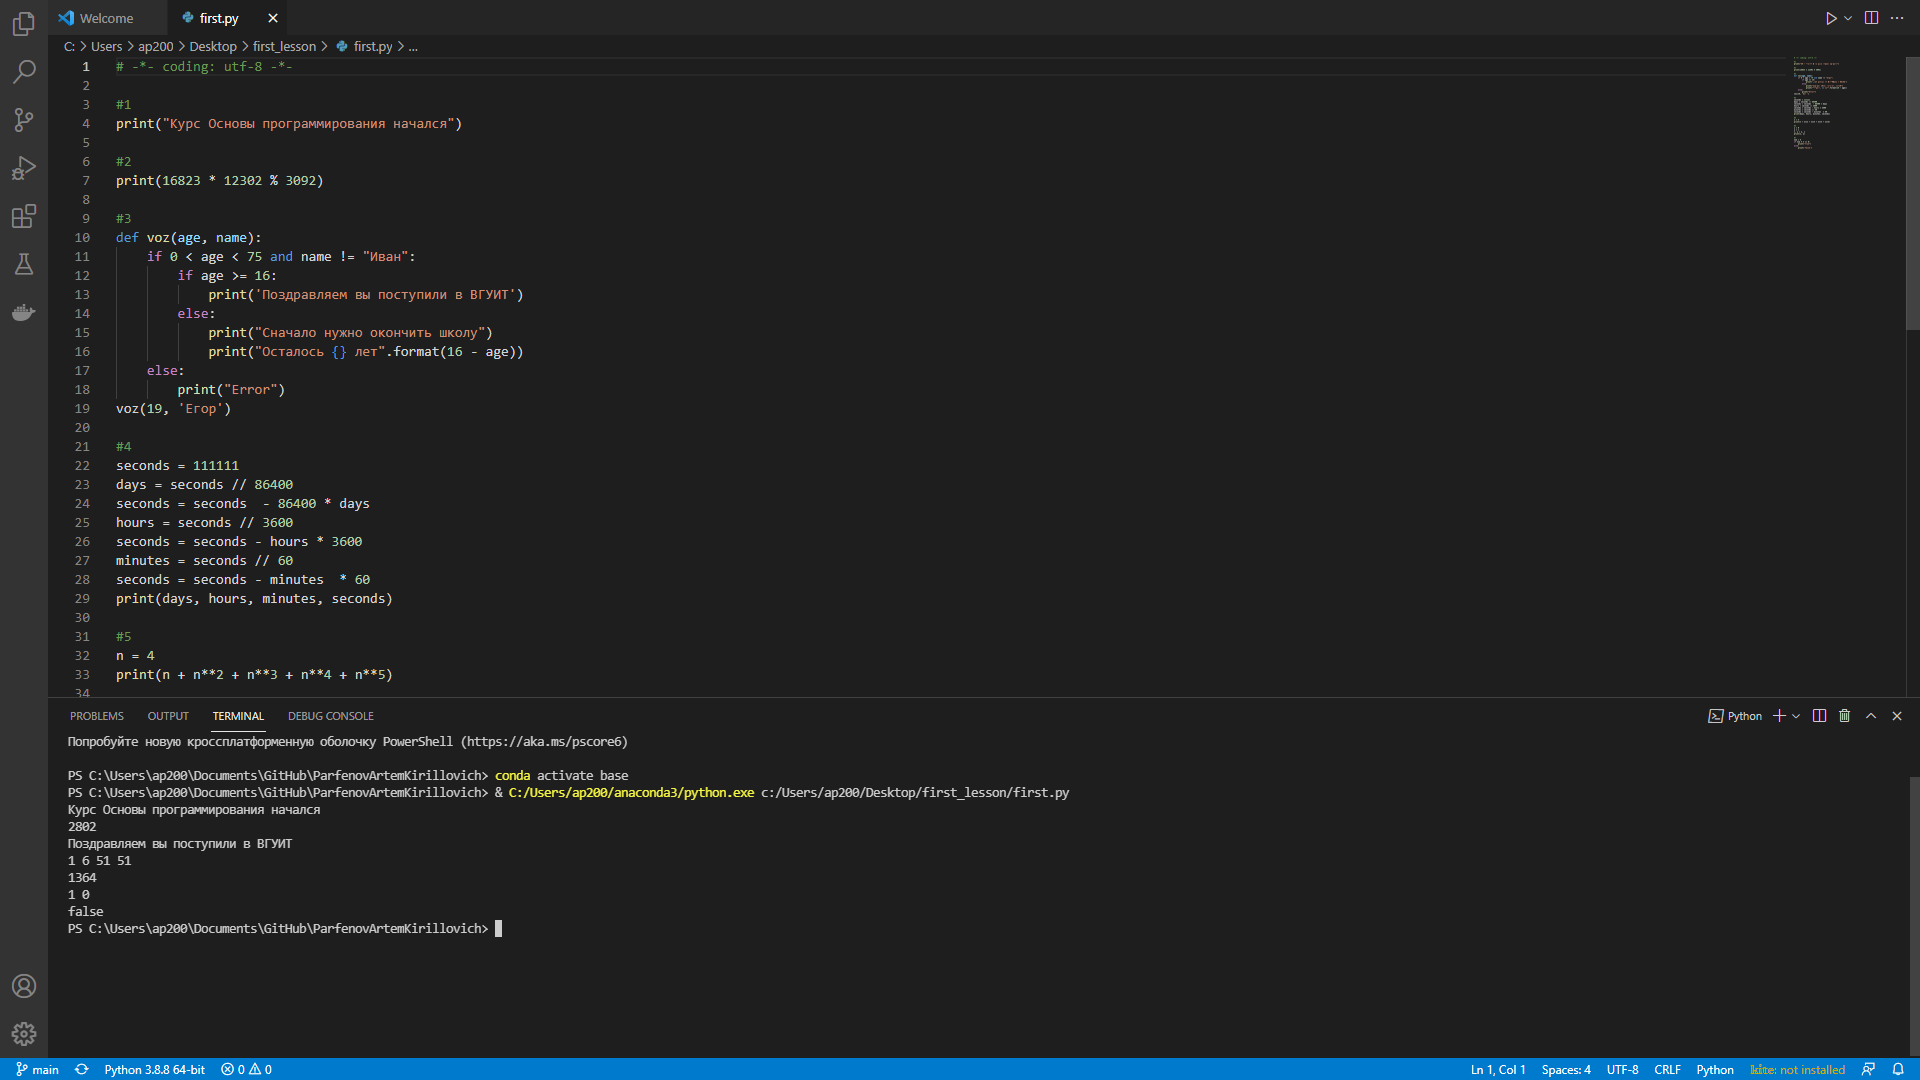 Welcome
first.py
C: > Users > ap200 > Desktop > first_lesson > first.py > ...
1 # -*- coding: utf-8 -*-
2
3 #1
4 print("Курс Основы программирования начался")
5
6 #2
7 print(16823 * 12302 % 3092)
8
9 #3
10 def voz(age, name):
11 if 0 < age < 75 and name != "Иван":
12 if age >= 16:
13 print('Поздравляем вы поступили в ВГУИТ')
14 else:
15 print("Сначало нужно окончить школу")
16 print("Осталось {} лет".format(16 - age))
17 else:
18 print("Error")
19 voz(19, 'Егор')
20
21 #4
22 seconds = 111111
23 days = seconds // 86400
24 seconds = seconds  - 86400 * days
25 hours = seconds // 3600
26 seconds = seconds - hours * 3600
27 minutes = seconds // 60
28 seconds = seconds - minutes  * 60
29 print(days, hours, minutes, seconds)
30
31 #5
32 n = 4
33 print(n + n**2 + n**3 + n**4 + n**5)
34
PROBLEMS OUTPUT TERMINAL DEBUG CONSOLE
Python
Попробуйте новую кроссплатформенную оболочку PowerShell (https://aka.ms/pscore6)
PS C:\Users\ap200\Documents\GitHub\ParfenovArtemKirillovich> conda activate base
PS C:\Users\ap200\Documents\GitHub\ParfenovArtemKirillovich> & C:/Users/ap200/anaconda3/python.exe c:/Users/ap200/Desktop/first_lesson/first.py
Курс Основы программирования начался
2802
Поздравляем вы поступили в ВГУИТ
1 6 51 51
1364
1 0
false
PS C:\Users\ap200\Documents\GitHub\ParfenovArtemKirillovich>
main Python 3.8.8 64-bit 0 0 Ln 1, Col 1 Spaces: 4 UTF-8 CRLF Python kite: not installed